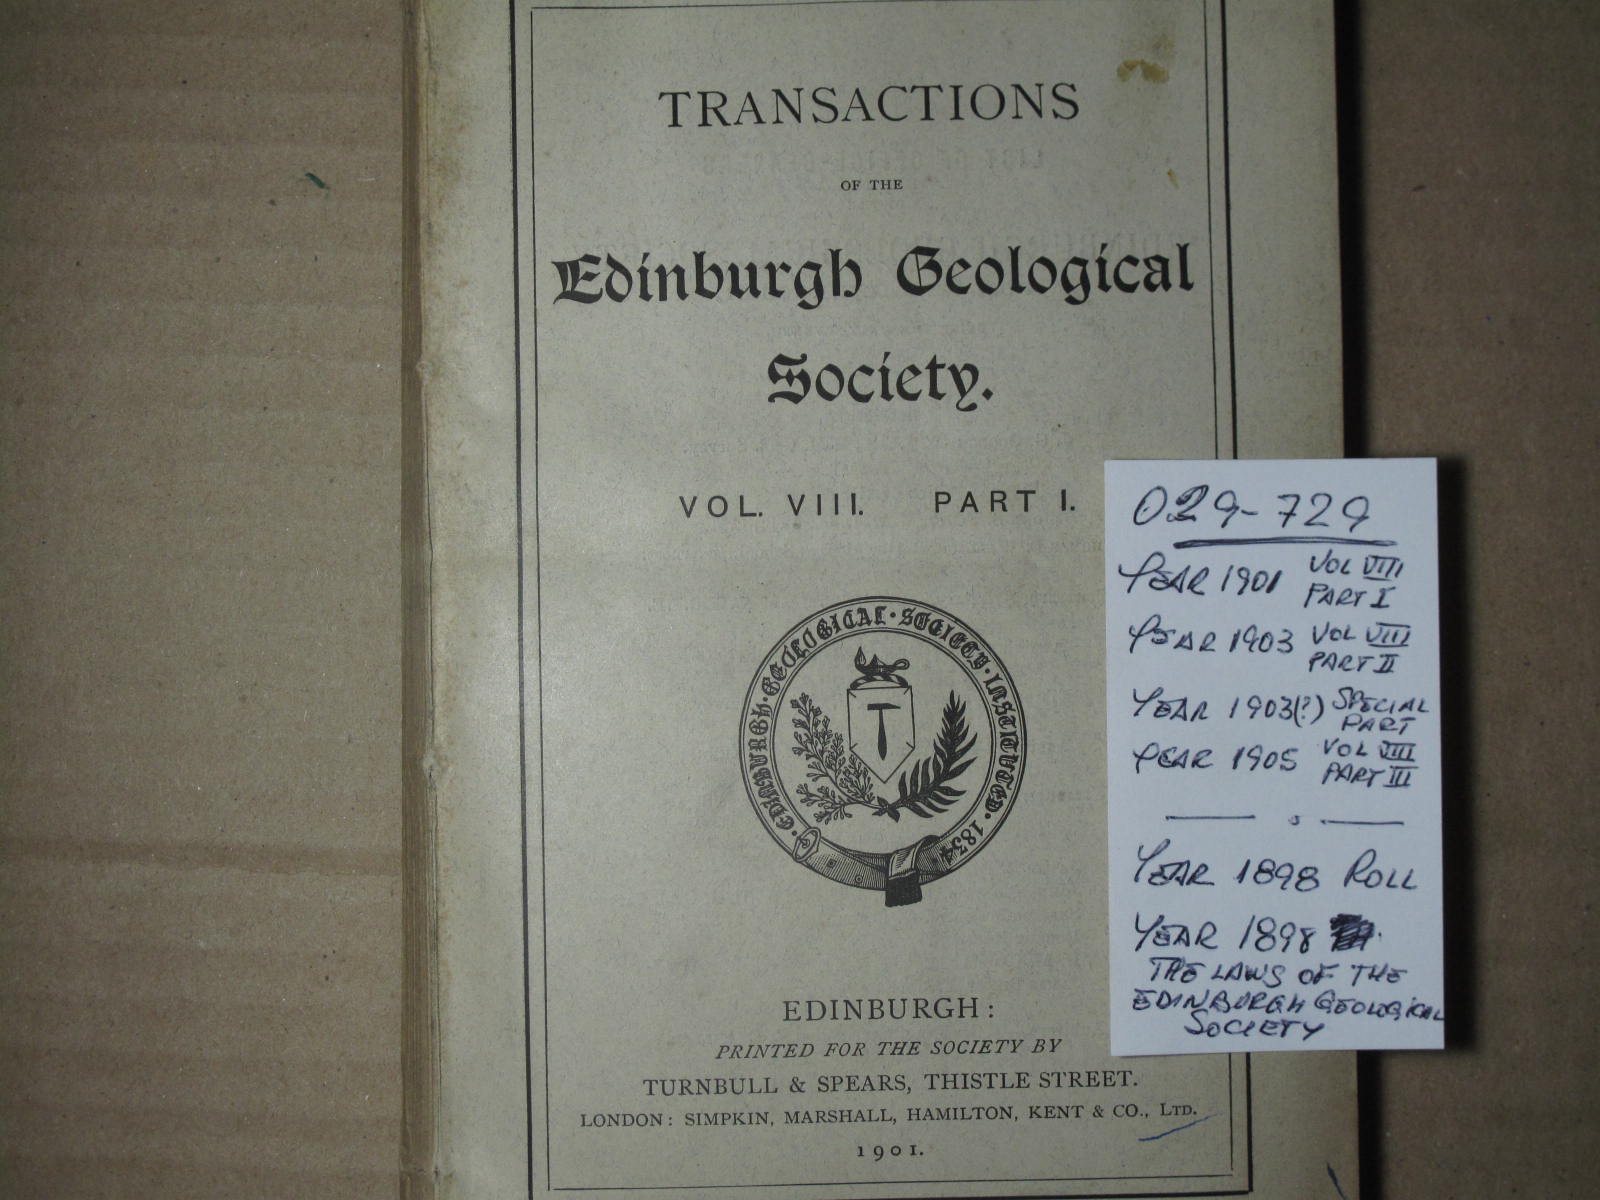 TRANSACTIONS
OF THE
Edinburgh Geological
Society.
VOL. VIII. PART I.
EDINBURGH · GEOLOGICAL · SOCIETY · INSTITUTED · 1834
T
EDINBURGH:
PRINTED FOR THE SOCIETY BY
TURNBULL & SPEARS, THISTLE STREET.
LONDON: SIMPKIN, MARSHALL, HAMILTON, KENT & CO., LTD.
1901.
029-729
YEAR 1901 VOL VIII
PART I
YEAR 1903 VOL VIII
PART II
YEAR 1903(?) SPECIAL
PART
YEAR 1905 VOL VIII
PART III
YEAR 1898 ROLL
YEAR 1898
THE LAWS OF THE
EDINBURGH GEOLOGICAL
SOCIETY